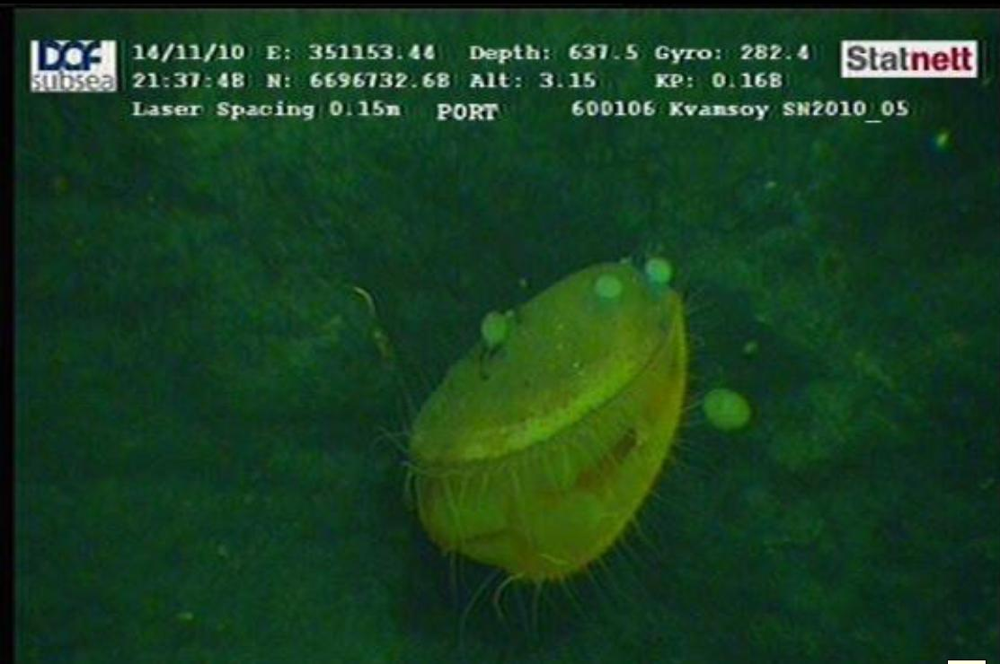 DOF subsea
14/11/10 E: 351153.44 Depth: 637.5 Gyro: 282.4
Statnett
21:37:48 N: 6696732.68 Alt: 3.15 KP: 0.168
Laser Spacing 0.15m PORT 600106 Kvamsoy SN2010_05